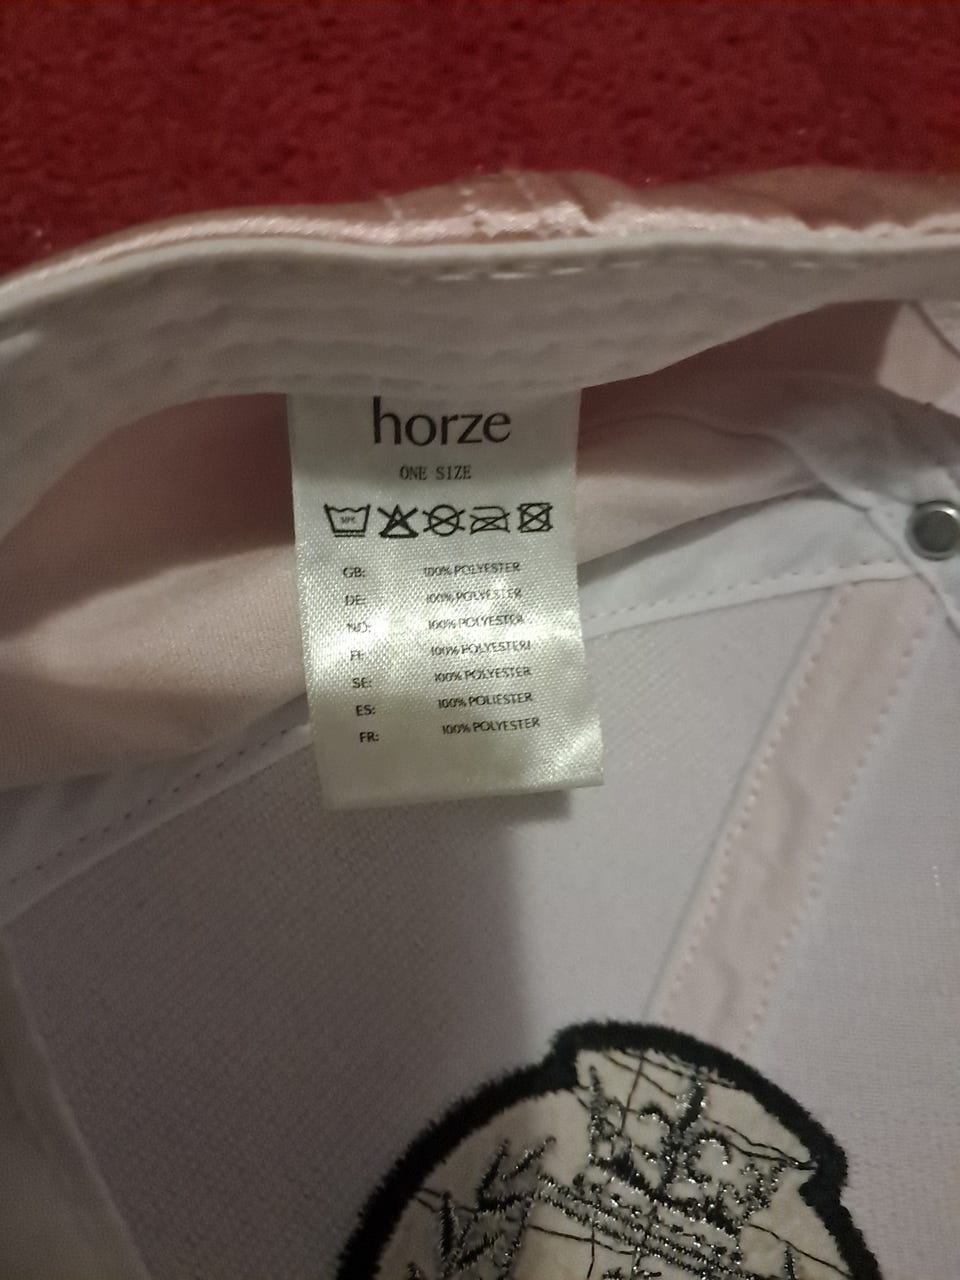 horze
ONE SIZE
GB: 100% POLYESTER
DE: 100% POLYESTER
NO: 100% POLYESTER
FI: 100% POLYESTERI
SE: 100% POLYESTER
ES: 100% POLIESTER
FR: 100% POLYESTER